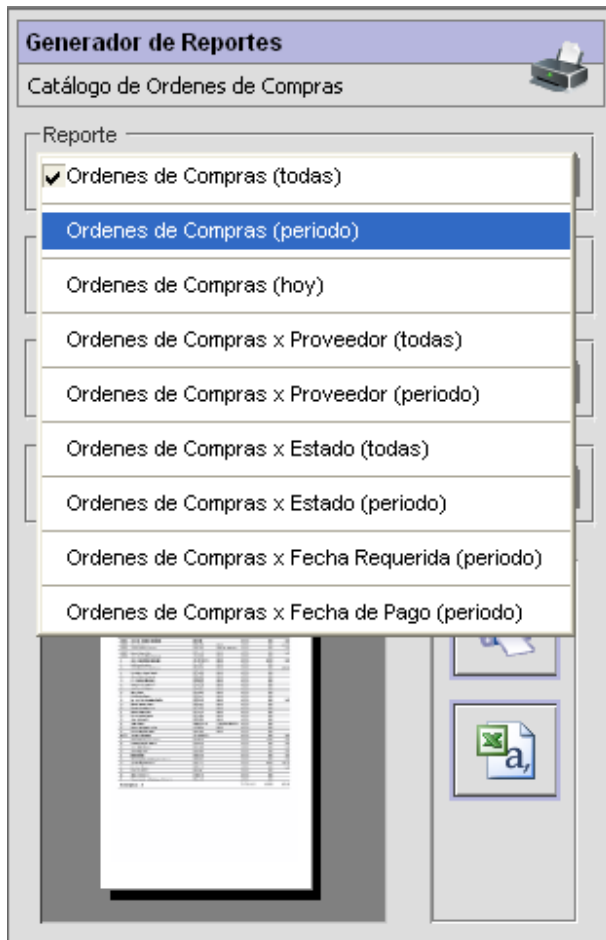 Generador de Reportes
Catálogo de Ordenes de Compras
Reporte
Ordenes de Compras (todas)
Ordenes de Compras (periodo)
Ordenes de Compras (hoy)
Ordenes de Compras x Proveedor (todas)
Ordenes de Compras x Proveedor (periodo)
Ordenes de Compras x Estado (todas)
Ordenes de Compras x Estado (periodo)
Ordenes de Compras x Fecha Requerida (periodo)
Ordenes de Compras x Fecha de Pago (periodo)
a,